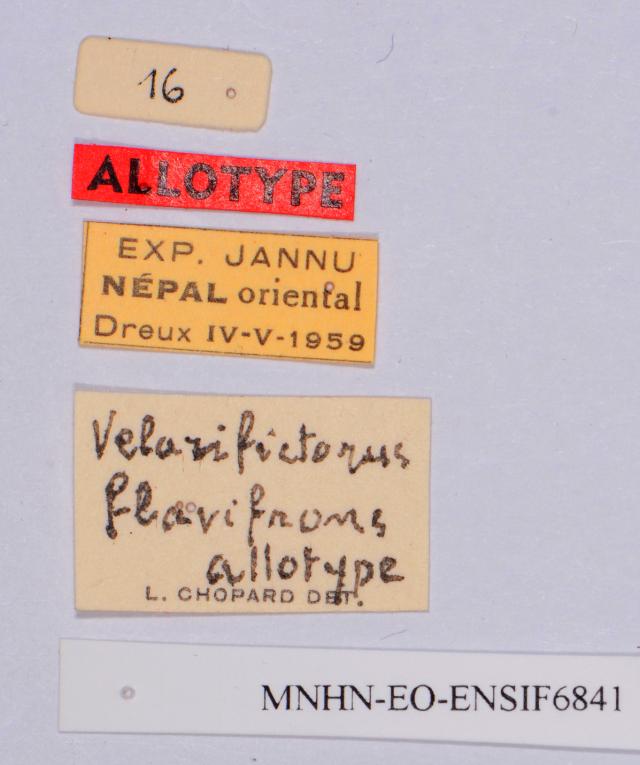 16
ALLOTYPE
EXP. JANNU
NÉPAL oriental
Dreux IV-V-1959
Velarifictorus
flavifrons
allotype
L. CHOPARD DET.
MNHN-EO-ENSIF6841